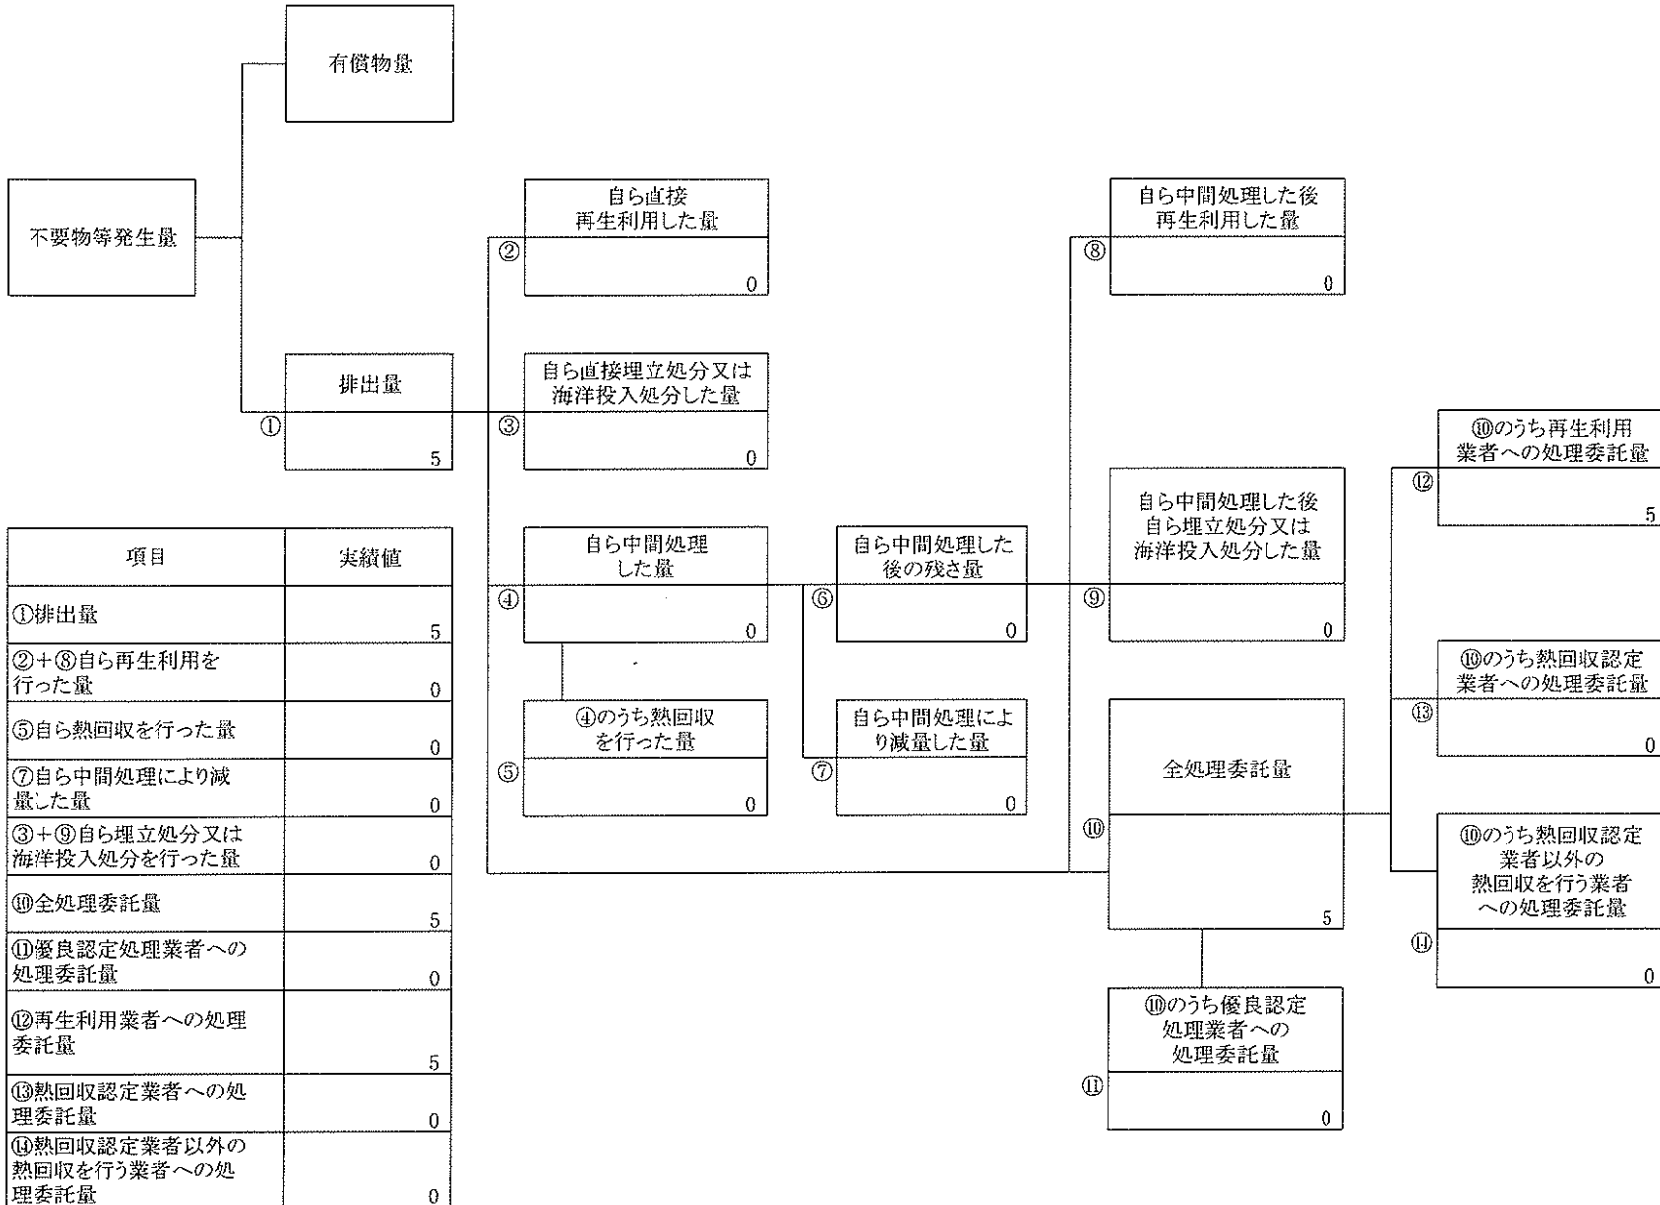 有償物量
不要物等発生量
排出量
①
5
自ら直接
再生利用した量
②
0
自ら直接埋立処分又は
海洋投入処分した量
③
0
自ら中間処理
した量
④
0
④のうち熱回収
を行った量
⑤
0
自ら中間処理した
後の残さ量
⑥
0
自ら中間処理によ
り減量した量
⑦
0
自ら中間処理した後
再生利用した量
⑧
0
自ら中間処理した後
自ら埋立処分又は
海洋投入処分した量
⑨
0
全処理委託量
⑩
5
⑩のうち優良認定
処理業者への
処理委託量
⑪
0
⑩のうち再生利用
業者への処理委託量
⑫
5
⑩のうち熱回収認定
業者への処理委託量
⑬
0
⑩のうち熱回収認定
業者以外の
熱回収を行う業者
への処理委託量
⑭
0
項目 実績値
①排出量
5
②+⑧自ら再生利用を
行った量 0
⑤自ら熱回収を行った量
0
⑦自ら中間処理により減
量した量 0
③+⑨自ら埋立処分又は
海洋投入処分を行った量 0
⑩全処理委託量
5
⑪優良認定処理業者への
処理委託量 0
⑫再生利用業者への処理
委託量
5
⑬熱回収認定業者への処
理委託量 0
⑭熱回収認定業者以外の
熱回収を行う業者への処
理委託量 0